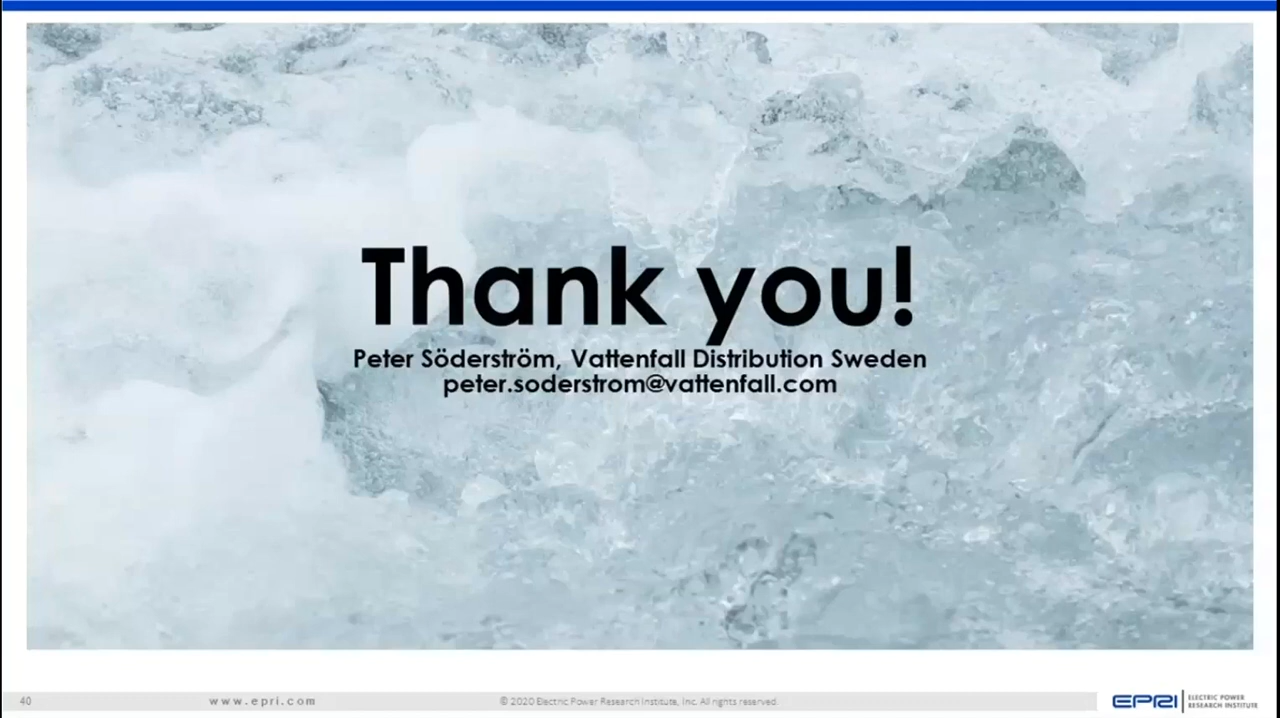 Thank you!
Peter Söderström, Vattenfall Distribution Sweden
peter.soderstrom@vattenfall.com
40
www.epri.com
© 2020 Electric Power Research Institute, Inc. All rights reserved.
EPRI
ELECTRIC POWER
RESEARCH INSTITUTE